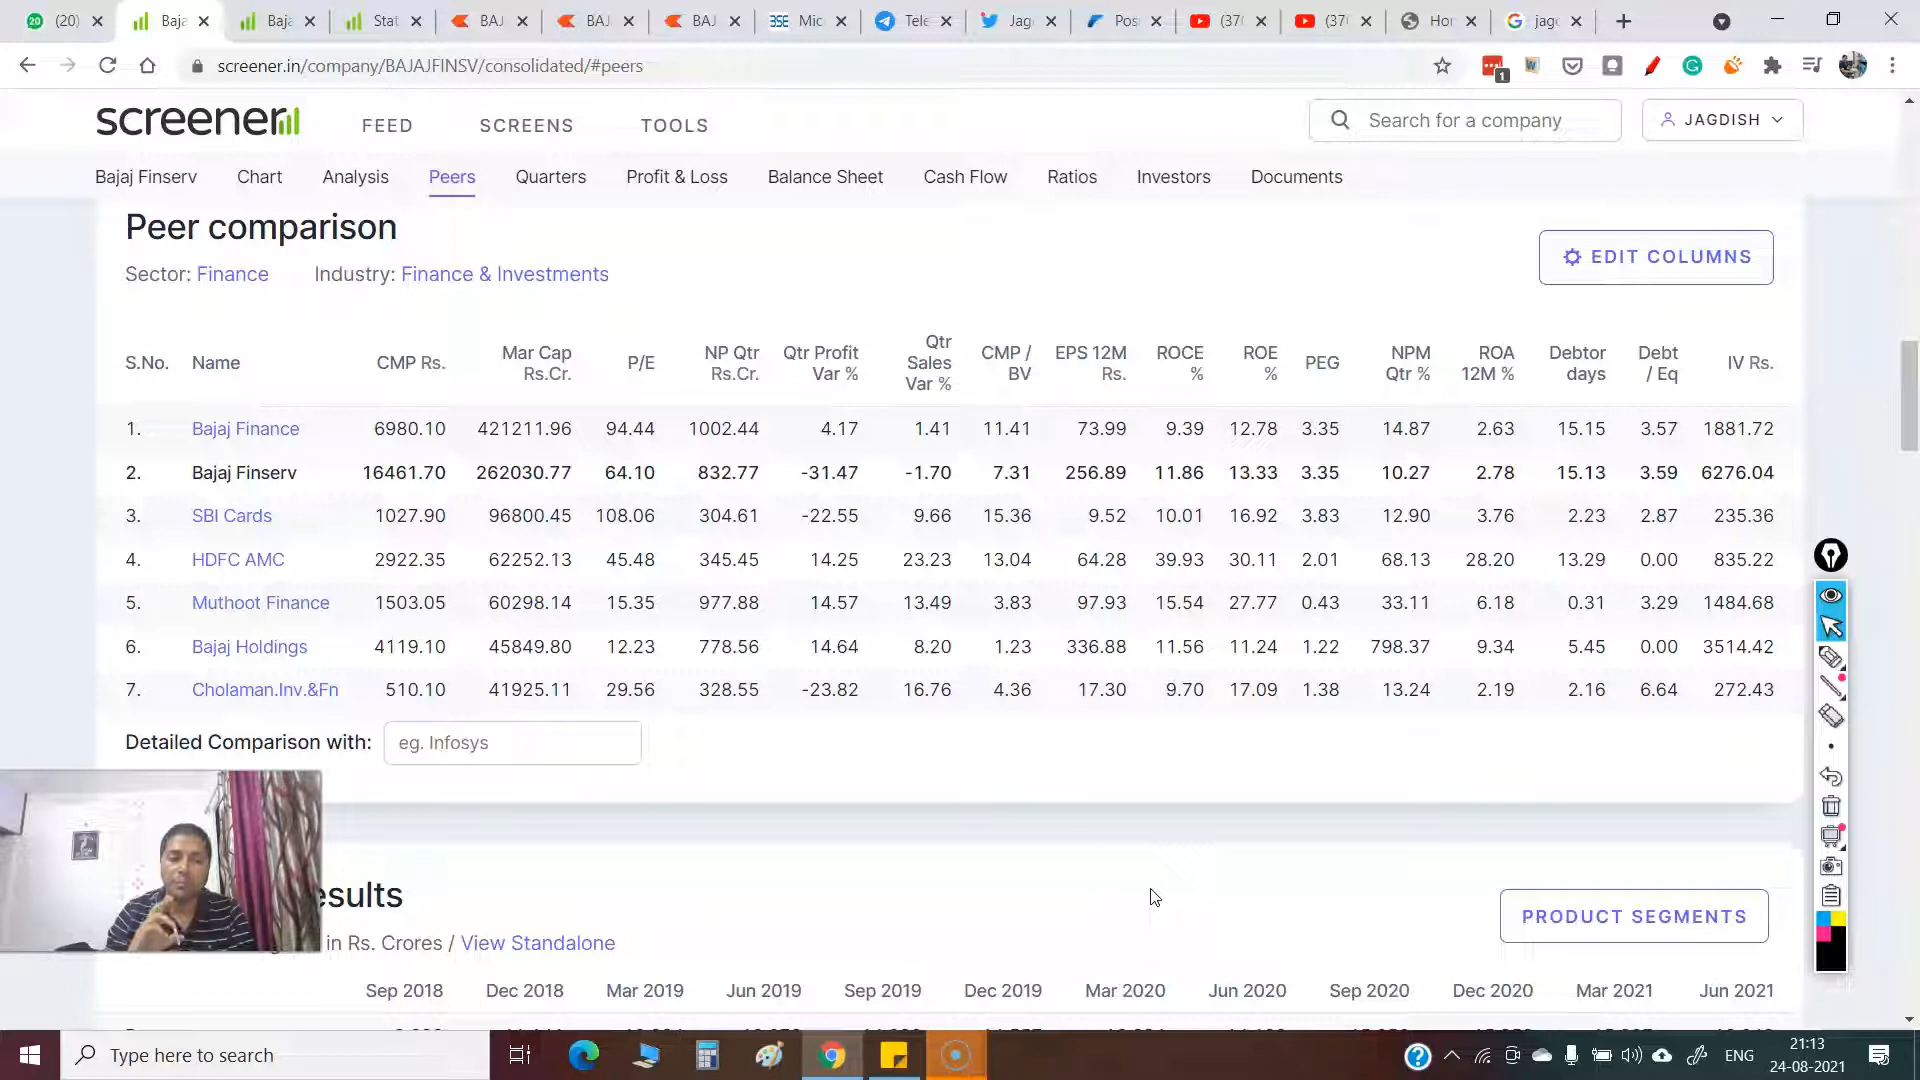 (20) Baja Baja Stat BAJ BAJ BAJ BSE Mic Tele Jag Pos (37 (37 Hor jag
screener.in/company/BAJAJFINSV/consolidated/#peers
1
screener FEED SCREENS TOOLS Search for a company JAGDISH
Bajaj Finserv Chart Analysis Peers Quarters Profit & Loss Balance Sheet Cash Flow Ratios Investors Documents
Peer comparison
EDIT COLUMNS
Sector: Finance Industry: Finance & Investments
S.No. Name CMP Rs. Mar Cap Rs.Cr. P/E NP Qtr Rs.Cr. Qtr Profit Var % Qtr Sales Var % CMP / BV EPS 12M Rs. ROCE % ROE % PEG NPM Qtr % ROA 12M % Debtor days Debt / Eq IV Rs.
1. Bajaj Finance 6980.10 421211.96 94.44 1002.44 4.17 1.41 11.41 73.99 9.39 12.78 3.35 14.87 2.63 15.15 3.57 1881.72
2. Bajaj Finserv 16461.70 262030.77 64.10 832.77 -31.47 -1.70 7.31 256.89 11.86 13.33 3.35 10.27 2.78 15.13 3.59 6276.04
3. SBI Cards 1027.90 96800.45 108.06 304.61 -22.55 9.66 15.36 9.52 10.01 16.92 3.83 12.90 3.76 2.23 2.87 235.36
4. HDFC AMC 2922.35 62252.13 45.48 345.45 14.25 23.23 13.04 64.28 39.93 30.11 2.01 68.13 28.20 13.29 0.00 835.22
5. Muthoot Finance 1503.05 60298.14 15.35 977.88 14.57 13.49 3.83 97.93 15.54 27.77 0.43 33.11 6.18 0.31 3.29 1484.68
6. Bajaj Holdings 4119.10 45849.80 12.23 778.56 14.64 8.20 1.23 336.88 11.56 11.24 1.22 798.37 9.34 5.45 0.00 3514.42
7. Cholaman.Inv.&Fn 510.10 41925.11 29.56 328.55 -23.82 16.76 4.36 17.30 9.70 17.09 1.38 13.24 2.19 2.16 6.64 272.43
Detailed Comparison with: eg. Infosys
esults
PRODUCT SEGMENTS
in Rs. Crores / View Standalone
Sep 2018 Dec 2018 Mar 2019 Jun 2019 Sep 2019 Dec 2019 Mar 2020 Jun 2020 Sep 2020 Dec 2020 Mar 2021 Jun 2021
Type here to search ENG 21:13
24-08-2021